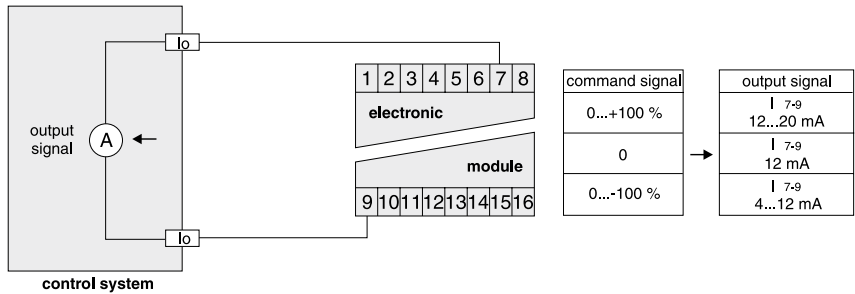 Io
output
signal
A
Io
control system
1 2 3 4 5 6 7 8
electronic
module
9 10 11 12 13 14 15 16
command signal
0...+100 %
0
0...-100 %
output signal
I 7-9
12...20 mA
I 7-9
12 mA
I 7-9
4...12 mA